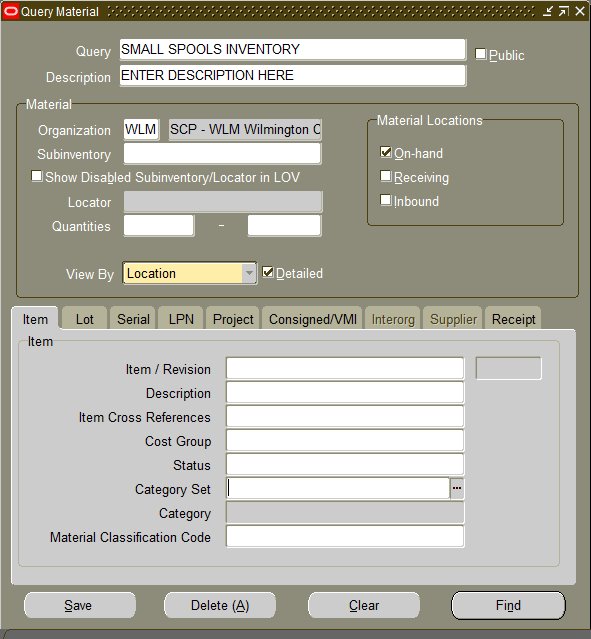 Query Material
Query SMALL SPOOLS INVENTORY Public
Description ENTER DESCRIPTION HERE
Material
Organization WLM SCP - WLM Wilmington C
Material Locations
Subinventory
On-hand
Show Disabled Subinventory/Locator in LOV
Receiving
Locator
Inbound
Quantities -
View By Location Detailed
Item Lot Serial LPN Project Consigned/VMI Interorg Supplier Receipt
Item
Item / Revision
Description
Item Cross References
Cost Group
Status
Category Set ...
Category
Material Classification Code
Save Delete (A) Clear Find